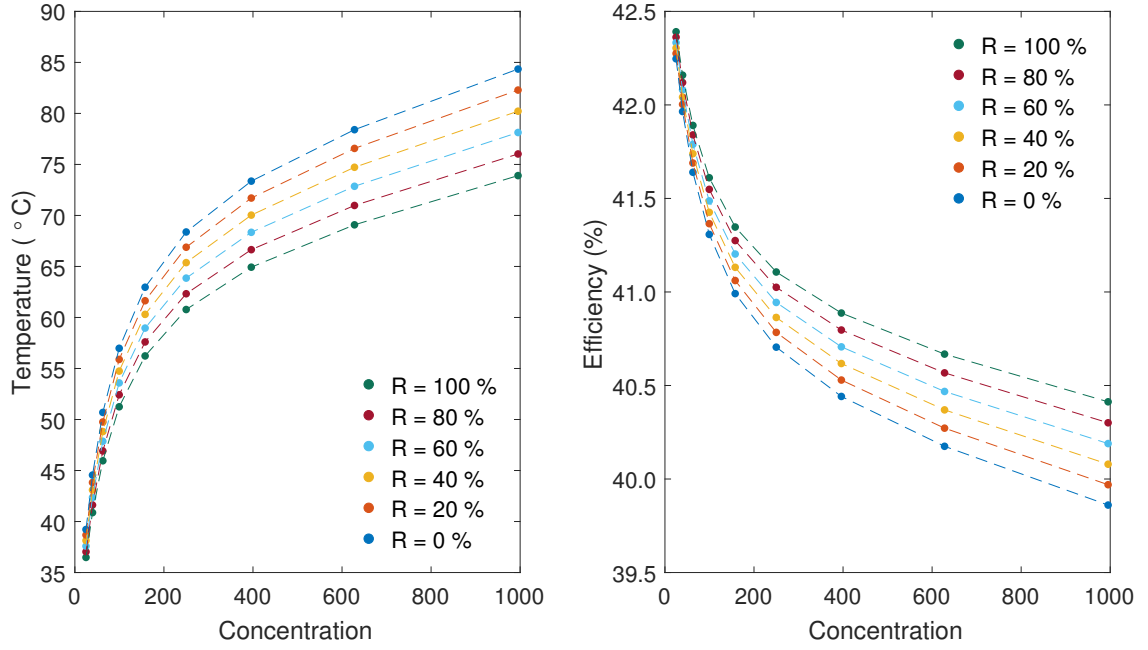 90
85
80
75
70
65
60
55
50
45
40
35
Temperature ( °C)
R = 100 %
R = 80 %
R = 60 %
R = 40 %
R = 20 %
R = 0 %
0 200 400 600 800 1000
Concentration
42.5
42.0
41.5
41.0
40.5
40.0
39.5
Efficiency (%)
R = 100 %
R = 80 %
R = 60 %
R = 40 %
R = 20 %
R = 0 %
0 200 400 600 800 1000
Concentration